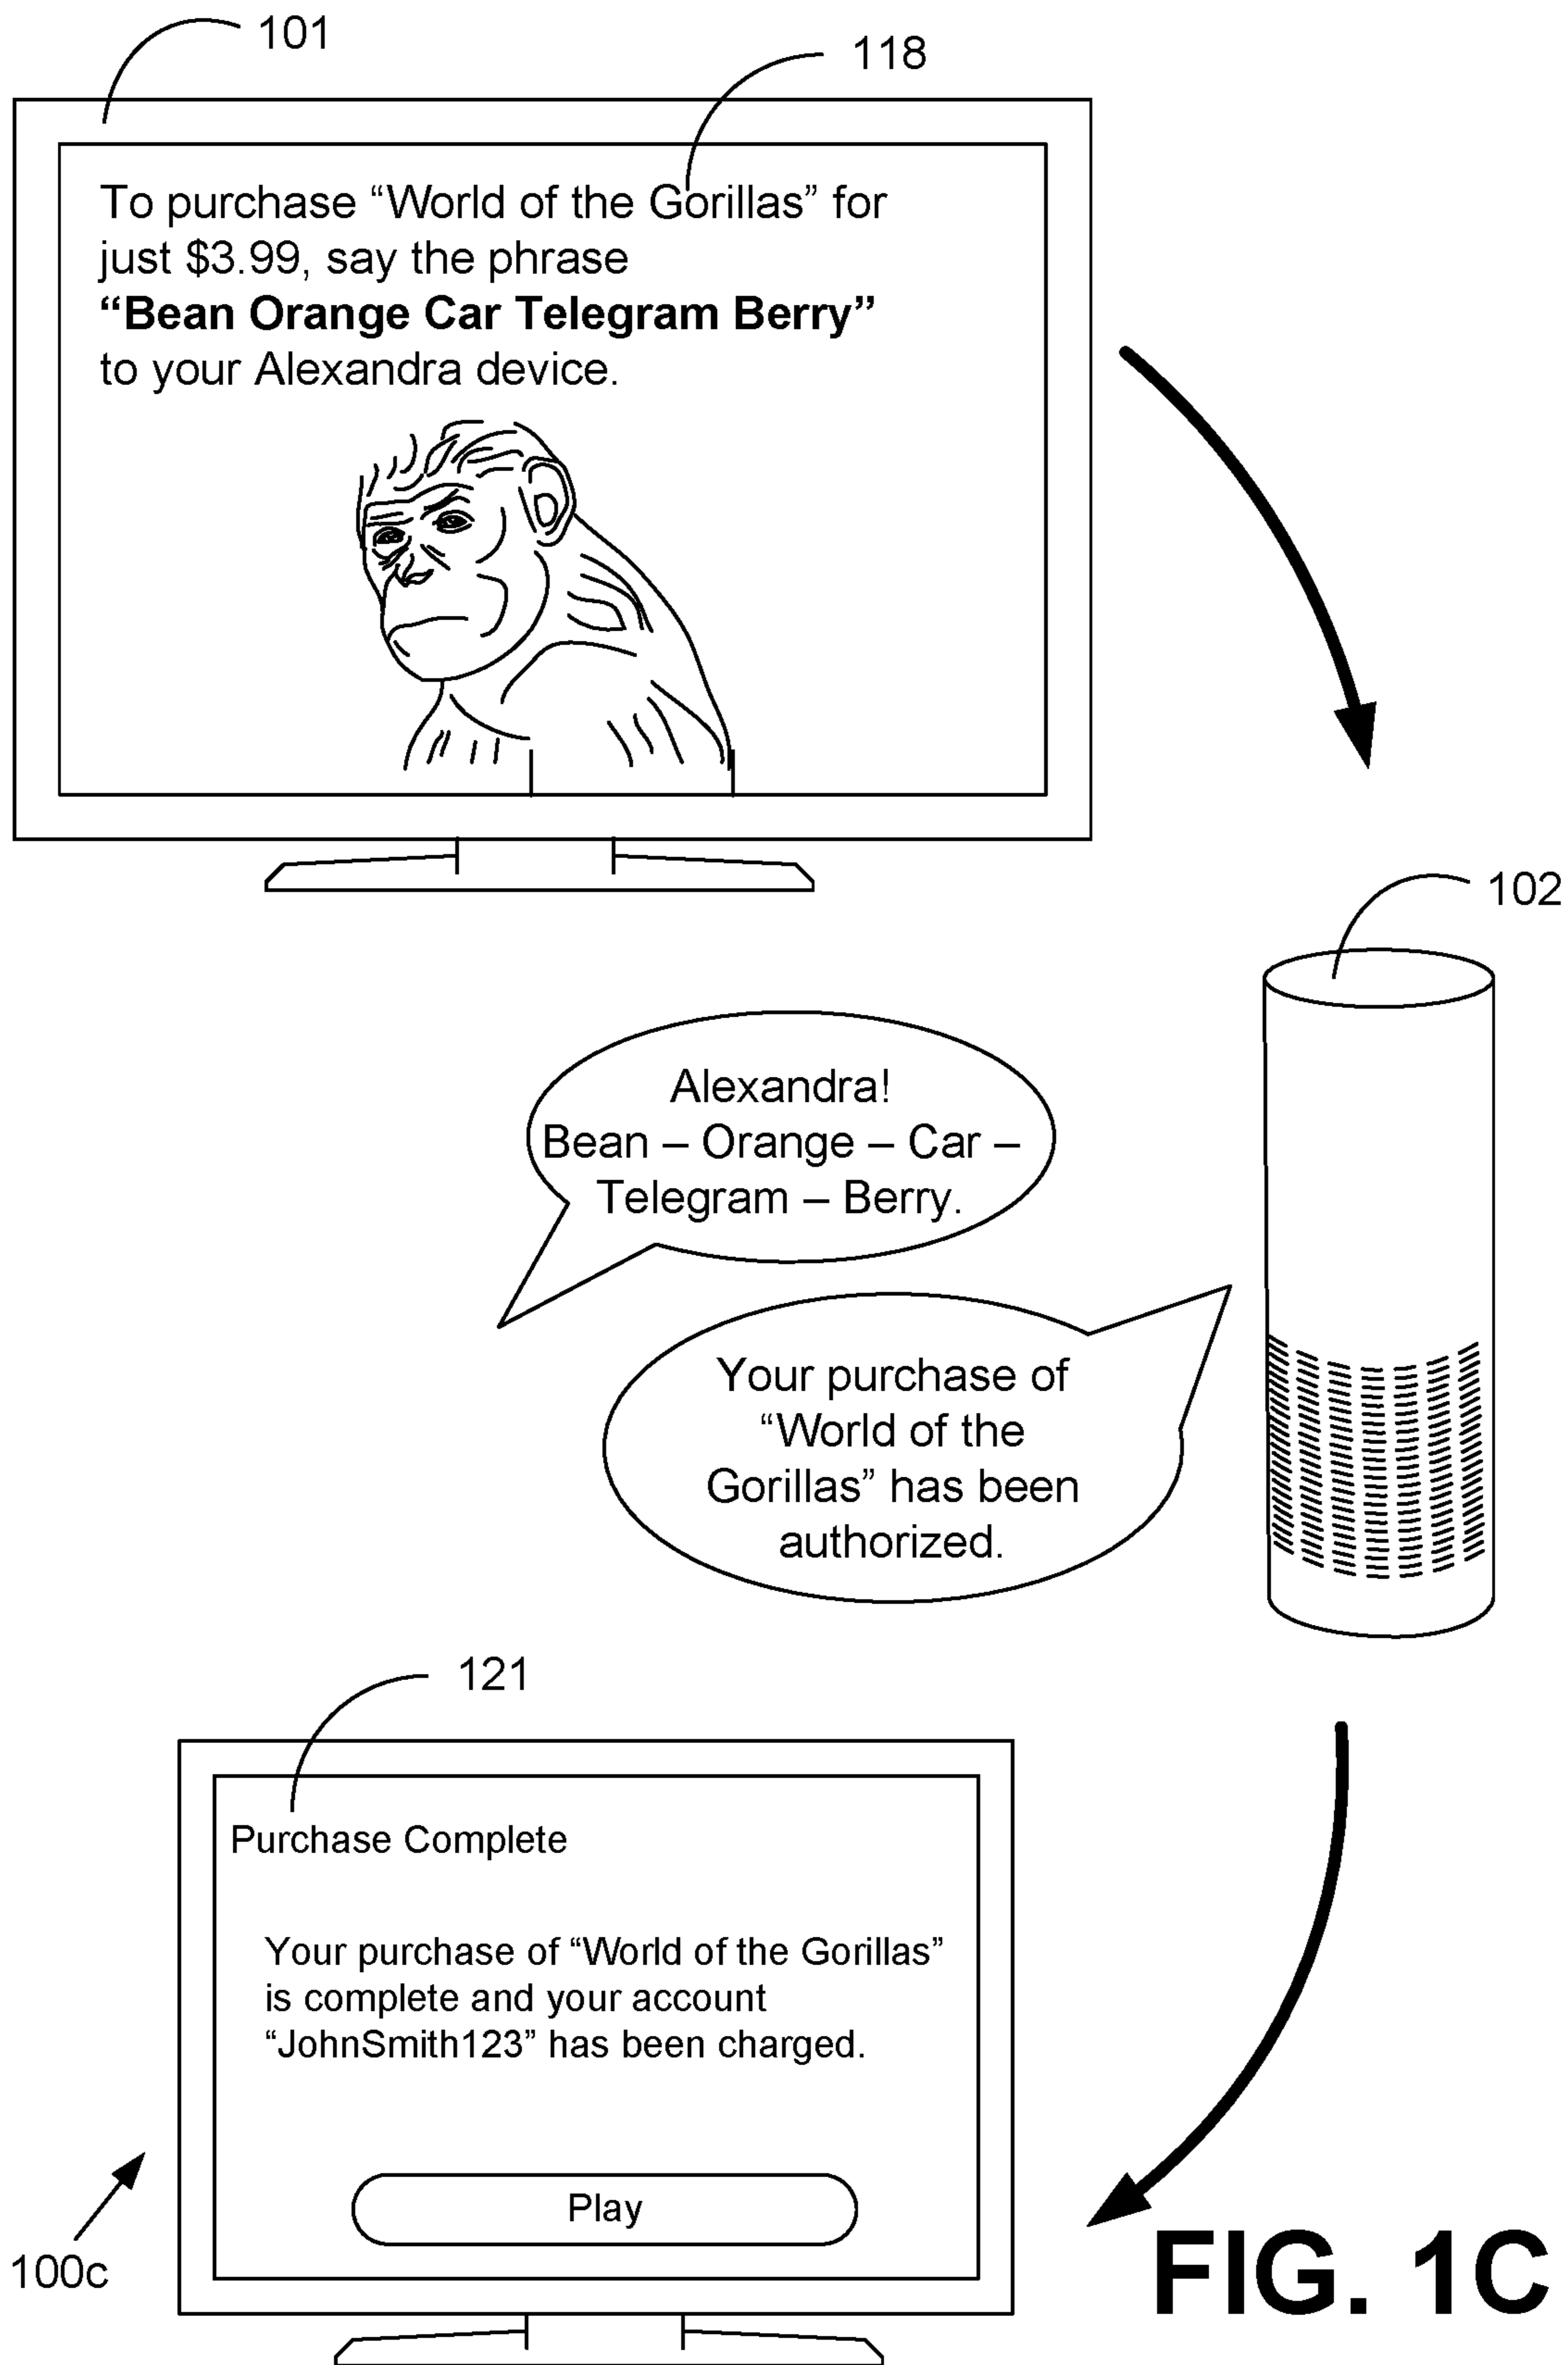 101
118
To purchase “World of the Gorillas” for
just $3.99, say the phrase
“Bean Orange Car Telegram Berry”
to your Alexandra device.
102
Alexandra!
Bean – Orange – Car –
Telegram – Berry.
Your purchase of
“World of the
Gorillas” has been
authorized.
121
Purchase Complete
Your purchase of “World of the Gorillas”
is complete and your account
“JohnSmith123” has been charged.
Play
100c
FIG. 1C